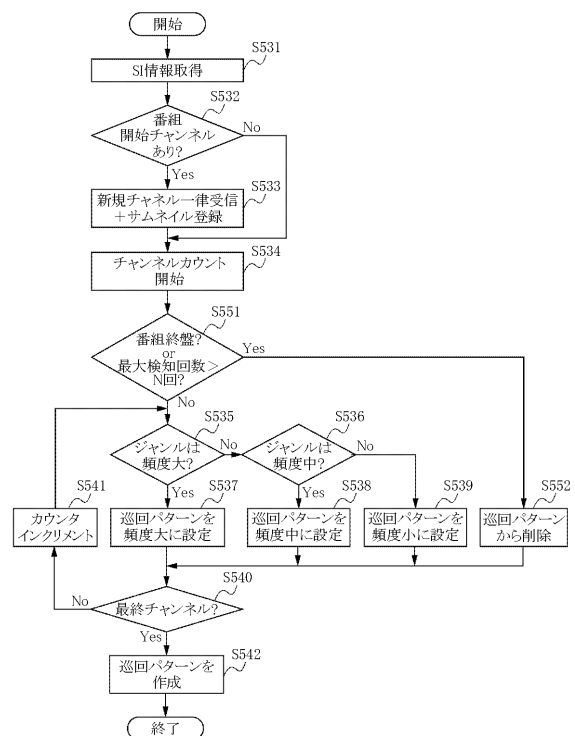 開始
S531
SI情報取得
S532
番組
開始チャンネル
あり?
No
Yes
S533
新規チャネル一律受信
+サムネイル登録
S534
チャンネルカウント
開始
S551
番組終盤?
or
最大検知回数>
N回?
Yes
No
S535
ジャンルは
頻度大?
No
Yes
S536
ジャンルは
頻度中?
No
Yes
S541
カウンタ
インクリメント
S537
巡回パターンを
頻度大に設定
S538
巡回パターンを
頻度中に設定
S539
巡回パターンを
頻度小に設定
S552
巡回パターン
から削除
S540
最終チャンネル?
No
Yes
S542
巡回パターンを
作成
終了